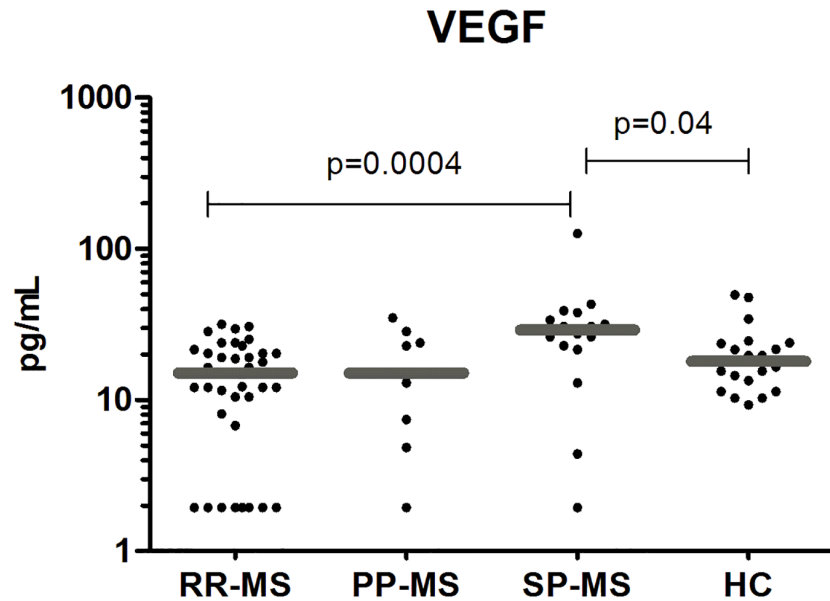 VEGF
1000
p=0.04
p=0.0004
100
pg/mL
10
1
RR-MS PP-MS SP-MS HC